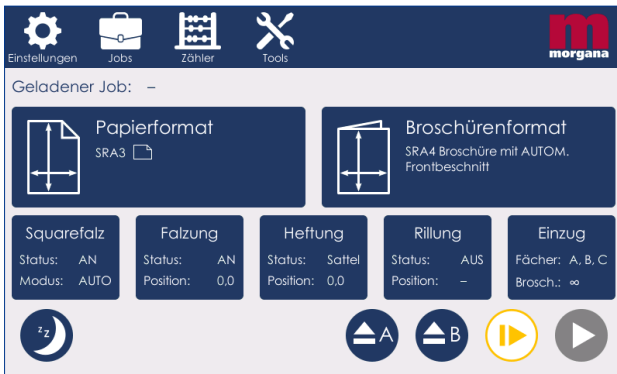 Einstellungen
Jobs
Zähler
Tools
morgana
Geladener Job: –
Papierformat
SRA3
Broschürenformat
SRA4 Broschüre mit AUTOM.
Frontbeschnitt
Squarefalz
Status: AN
Modus: AUTO
Falzung
Status: AN
Position: 0,0
Heftung
Status: Sattel
Position: 0,0
Rillung
Status: AUS
Position: –
Einzug
Fächer: A, B, C
Brosch.: ∞
zz
A
B